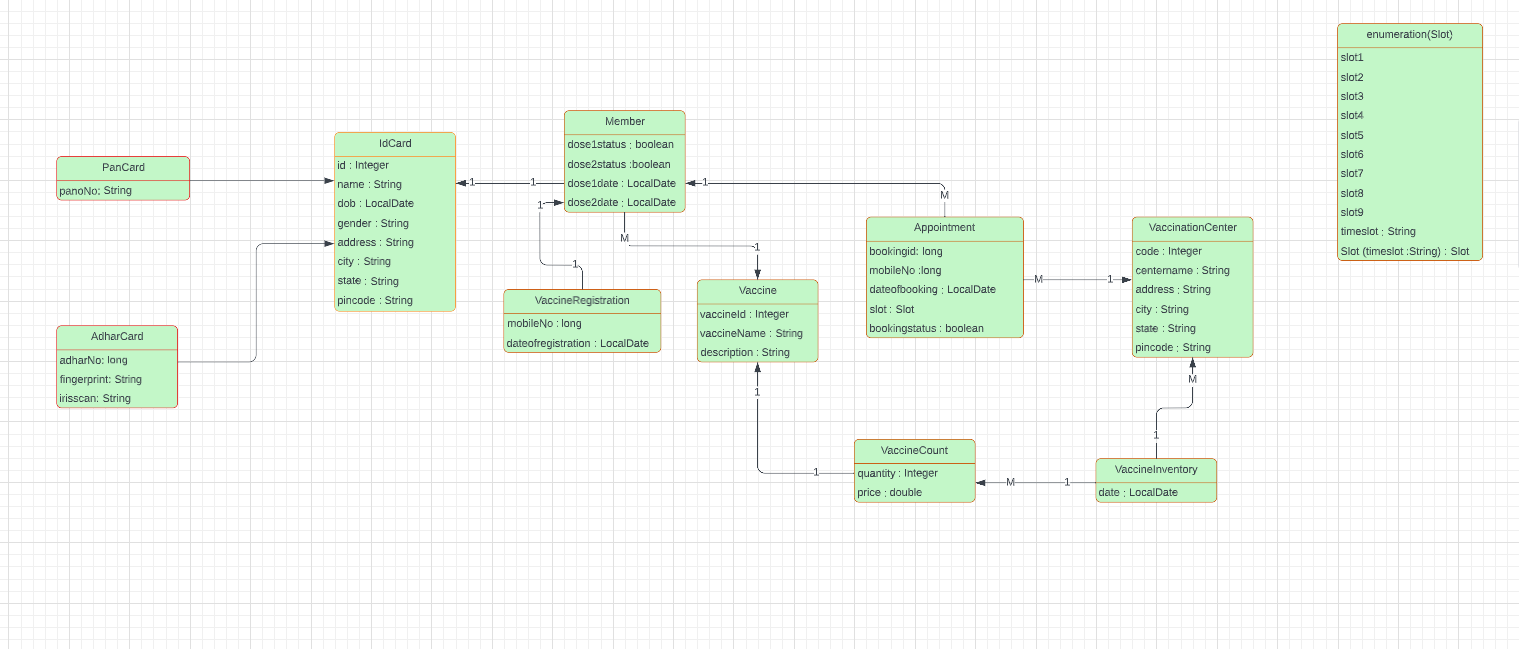 PanCard
panoNo: String
AdharCard
adharNo: long
fingerprint: String
irisscan: String
IdCard
id : Integer
name : String
dob : LocalDate
gender : String
address : String
city : String
state : String
pincode : String
1
1
Member
dose1status : boolean
dose2status :boolean
dose1date : LocalDate
dose2date : LocalDate
1
1
VaccineRegistration
mobileNo : long
dateofregistration : LocalDate
M
1
Vaccine
vaccineId : Integer
vaccineName : String
description : String
1
M
Appointment
bookingid: long
mobileNo :long
dateofbooking : LocalDate
slot : Slot
bookingstatus : boolean
M
1
VaccinationCenter
code : Integer
centername : String
address : String
city : String
state : String
pincode : String
M
1
1
1
VaccineCount
quantity : Integer
price : double
M
1
VaccineInventory
date : LocalDate
enumeration(Slot)
slot1
slot2
slot3
slot4
slot5
slot6
slot7
slot8
slot9
timeslot : String
Slot (timeslot :String) : Slot